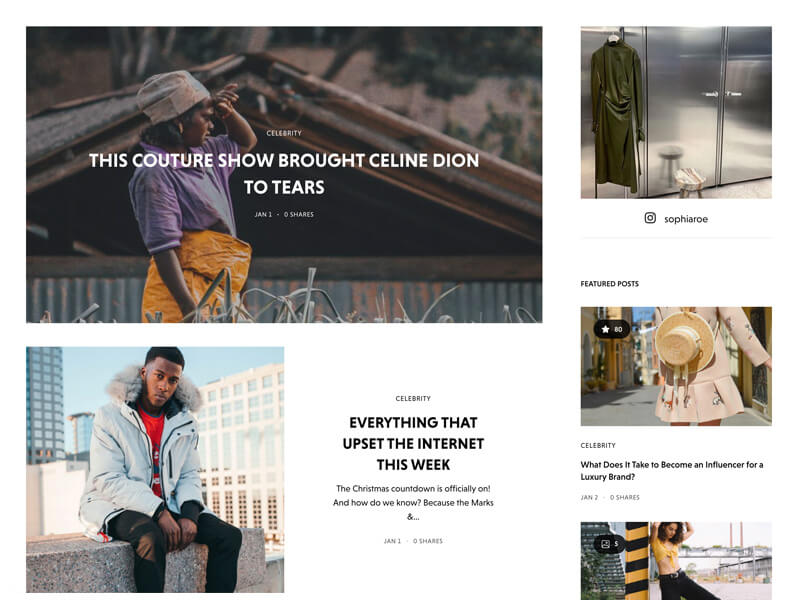 CELEBRITY
THIS COUTURE SHOW BROUGHT CELINE DION
TO TEARS
JAN 1 • 0 SHARES
EVERYTHING THAT
UPSET THE INTERNET
THIS WEEK
CELEBRITY
The Christmas countdown is officially on!
And how do we know? Because the Marks
&...
JAN 1 • 0 SHARES
sophiaroe
FEATURED POSTS
80
CELEBRITY
What Does It Take to Become an Influencer for a
Luxury Brand?
JAN 2 • 0 SHARES
5